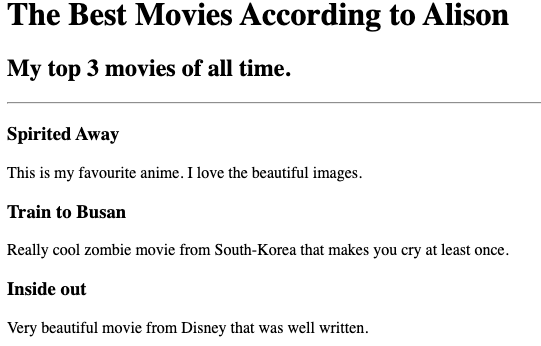 The Best Movies According to Alison
My top 3 movies of all time.
Spirited Away
This is my favourite anime. I love the beautiful images.
Train to Busan
Really cool zombie movie from South-Korea that makes you cry at least once.
Inside out
Very beautiful movie from Disney that was well written.